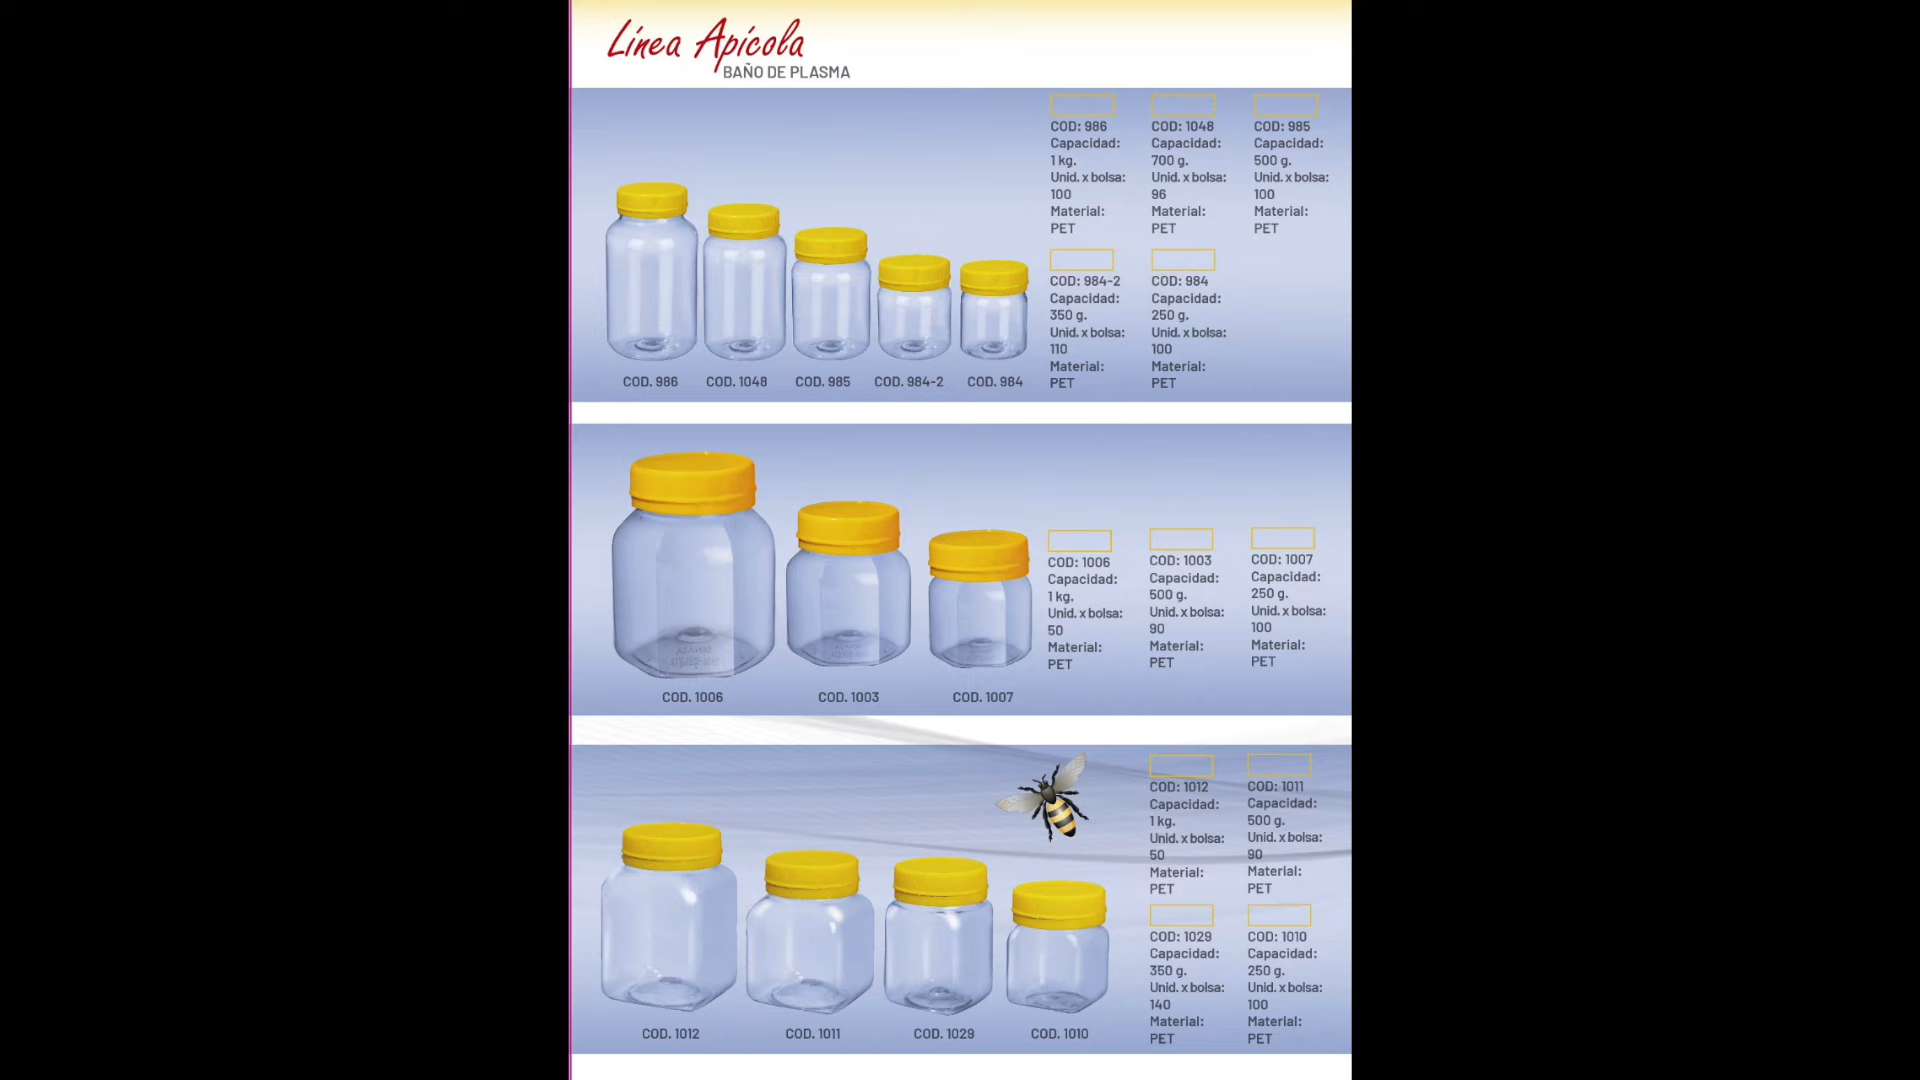 Línea Apícola
BAÑO DE PLASMA
COD: 986
Capacidad:
1 kg.
Unid. x bolsa:
100
Material:
PET
COD: 1048
Capacidad:
700 g.
Unid. x bolsa:
96
Material:
PET
COD: 985
Capacidad:
500 g.
Unid. x bolsa:
100
Material:
PET
COD: 984-2
Capacidad:
350 g.
Unid. x bolsa:
110
Material:
PET
COD: 984
Capacidad:
250 g.
Unid. x bolsa:
100
Material:
PET
COD. 986
COD. 1048
COD. 985
COD. 984-2
COD. 984
COD: 1006
Capacidad:
1 kg.
Unid. x bolsa:
50
Material:
PET
COD: 1003
Capacidad:
500 g.
Unid. x bolsa:
90
Material:
PET
COD: 1007
Capacidad:
250 g.
Unid. x bolsa:
100
Material:
PET
COD. 1006
COD. 1003
COD. 1007
COD: 1012
Capacidad:
1 kg.
Unid. x bolsa:
50
Material:
PET
COD: 1011
Capacidad:
500 g.
Unid. x bolsa:
90
Material:
PET
COD: 1029
Capacidad:
350 g.
Unid. x bolsa:
140
Material:
PET
COD: 1010
Capacidad:
250 g.
Unid. x bolsa:
100
Material:
PET
COD. 1012
COD. 1011
COD. 1029
COD. 1010